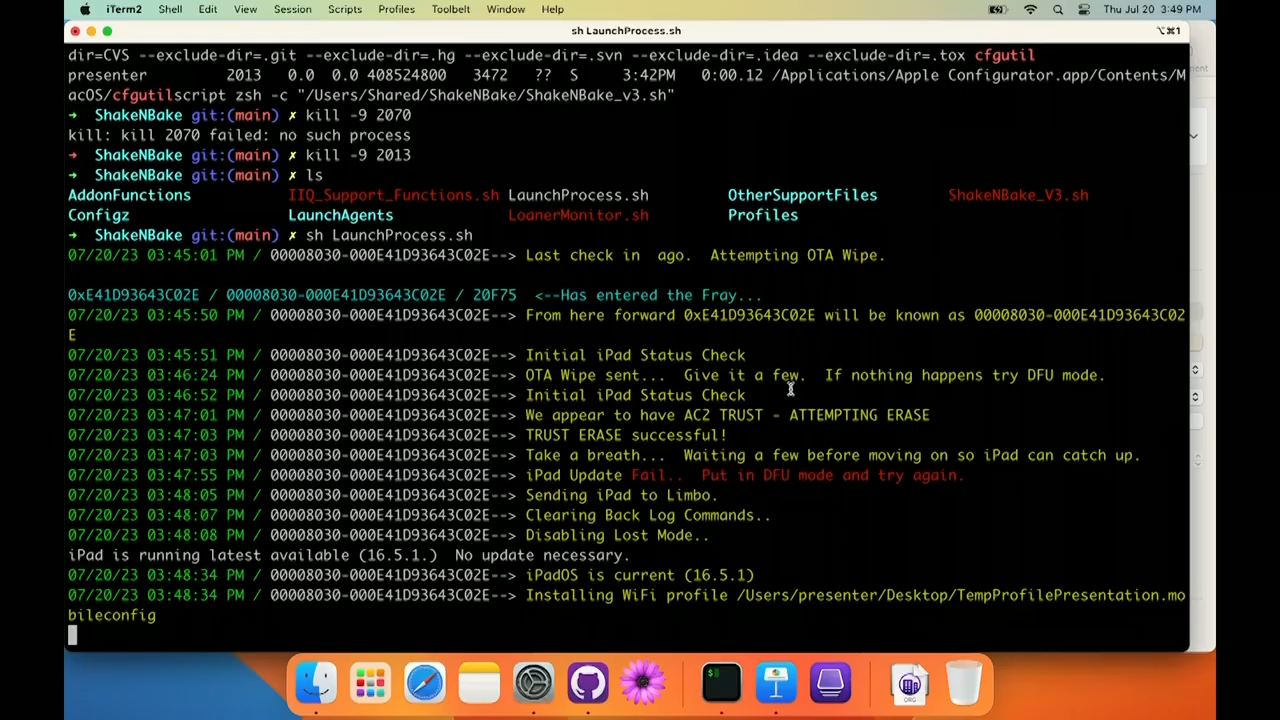 iTerm2 Shell Edit View Session Scripts Profiles Toolbelt Window Help Thu Jul 20 3:49 PM
sh LaunchProcess.sh ⌥⌘1
dir=CVS --exclude-dir=.git --exclude-dir=.hg --exclude-dir=.svn --exclude-dir=.idea --exclude-dir=.tox cfgutil
presenter 2013 0.0 0.0 408524800 3472 ?? S 3:42PM 0:00.12 /Applications/Apple Configurator.app/Contents/M
acOS/cfgutilscript zsh -c "/Users/Shared/ShakeNBake/ShakeNBake_v3.sh"
➜ ShakeNBake git:(main) ✗ kill -9 2070
kill: kill 2070 failed: no such process
➜ ShakeNBake git:(main) ✗ kill -9 2013
➜ ShakeNBake git:(main) ✗ ls
AddonFunctions IIQ_Support_Functions.sh LaunchProcess.sh OtherSupportFiles ShakeNBake_V3.sh
Configz LaunchAgents LoanerMonitor.sh Profiles
➜ ShakeNBake git:(main) ✗ sh LaunchProcess.sh
07/20/23 03:45:01 PM / 00008030-000E41D93643C02E--> Last check in ago. Attempting OTA Wipe.
0xE41D93643C02E / 00008030-000E41D93643C02E / 20F75 <--Has entered the Fray...
07/20/23 03:45:50 PM / 00008030-000E41D93643C02E--> From here forward 0xE41D93643C02E will be known as 00008030-000E41D93643C02
E
07/20/23 03:45:51 PM / 00008030-000E41D93643C02E--> Initial iPad Status Check
07/20/23 03:46:24 PM / 00008030-000E41D93643C02E--> OTA Wipe sent... Give it a few. If nothing happens try DFU mode.
07/20/23 03:46:52 PM / 00008030-000E41D93643C02E--> Initial iPad Status Check
07/20/23 03:47:01 PM / 00008030-000E41D93643C02E--> We appear to have AC2 TRUST - ATTEMPTING ERASE
07/20/23 03:47:03 PM / 00008030-000E41D93643C02E--> TRUST ERASE successful!
07/20/23 03:47:03 PM / 00008030-000E41D93643C02E--> Take a breath... Waiting a few before moving on so iPad can catch up.
07/20/23 03:47:55 PM / 00008030-000E41D93643C02E--> iPad Update Fail.. Put in DFU mode and try again.
07/20/23 03:48:05 PM / 00008030-000E41D93643C02E--> Sending iPad to Limbo.
07/20/23 03:48:07 PM / 00008030-000E41D93643C02E--> Clearing Back Log Commands..
07/20/23 03:48:08 PM / 00008030-000E41D93643C02E--> Disabling Lost Mode..
iPad is running latest available (16.5.1.) No update necessary.
07/20/23 03:48:34 PM / 00008030-000E41D93643C02E--> iPadOS is current (16.5.1)
07/20/23 03:48:34 PM / 00008030-000E41D93643C02E--> Installing WiFi profile /Users/presenter/Desktop/TempProfilePresentation.mo
bileconfig
ORG